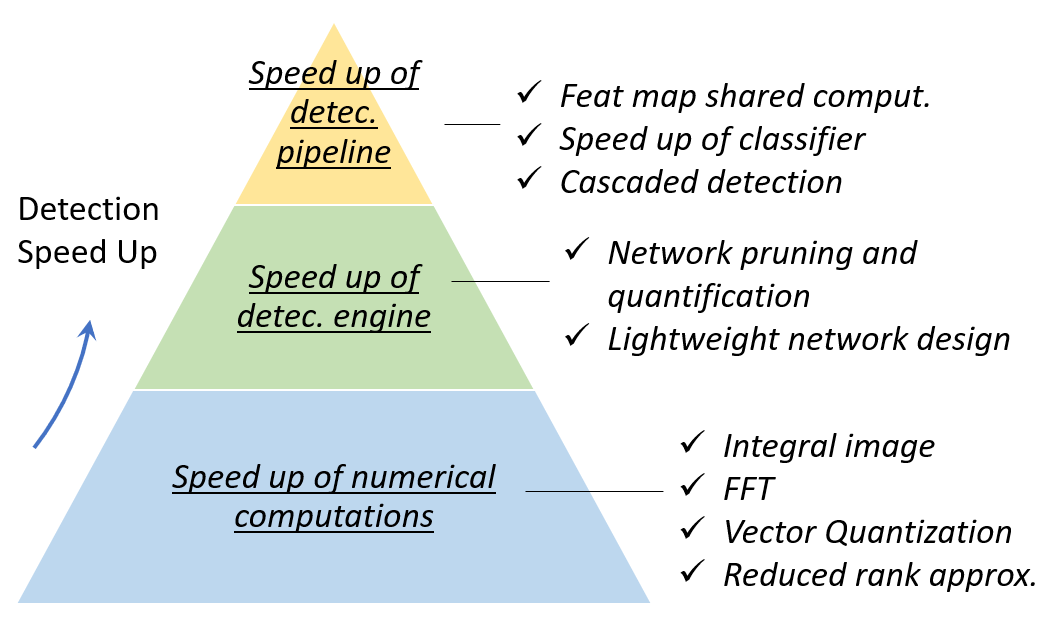 Speed up of
detec.
pipeline
✓ Feat map shared comput.
✓ Speed up of classifier
✓ Cascaded detection
Detection
Speed Up
Speed up of
detec. engine
✓ Network pruning and
quantification
✓ Lightweight network design
Speed up of numerical
computations
✓ Integral image
✓ FFT
✓ Vector Quantization
✓ Reduced rank approx.